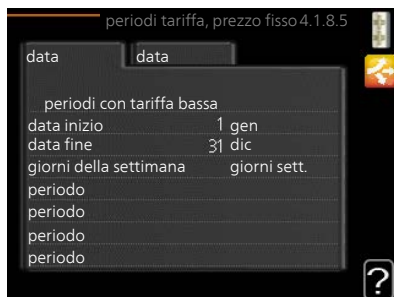 periodi tariffa, prezzo fisso 4.1.8.5
data data
periodi con tariffa bassa
data inizio 1 gen
data fine 31 dic
giorni della settimana giorni sett.
periodo
periodo
periodo
periodo
?